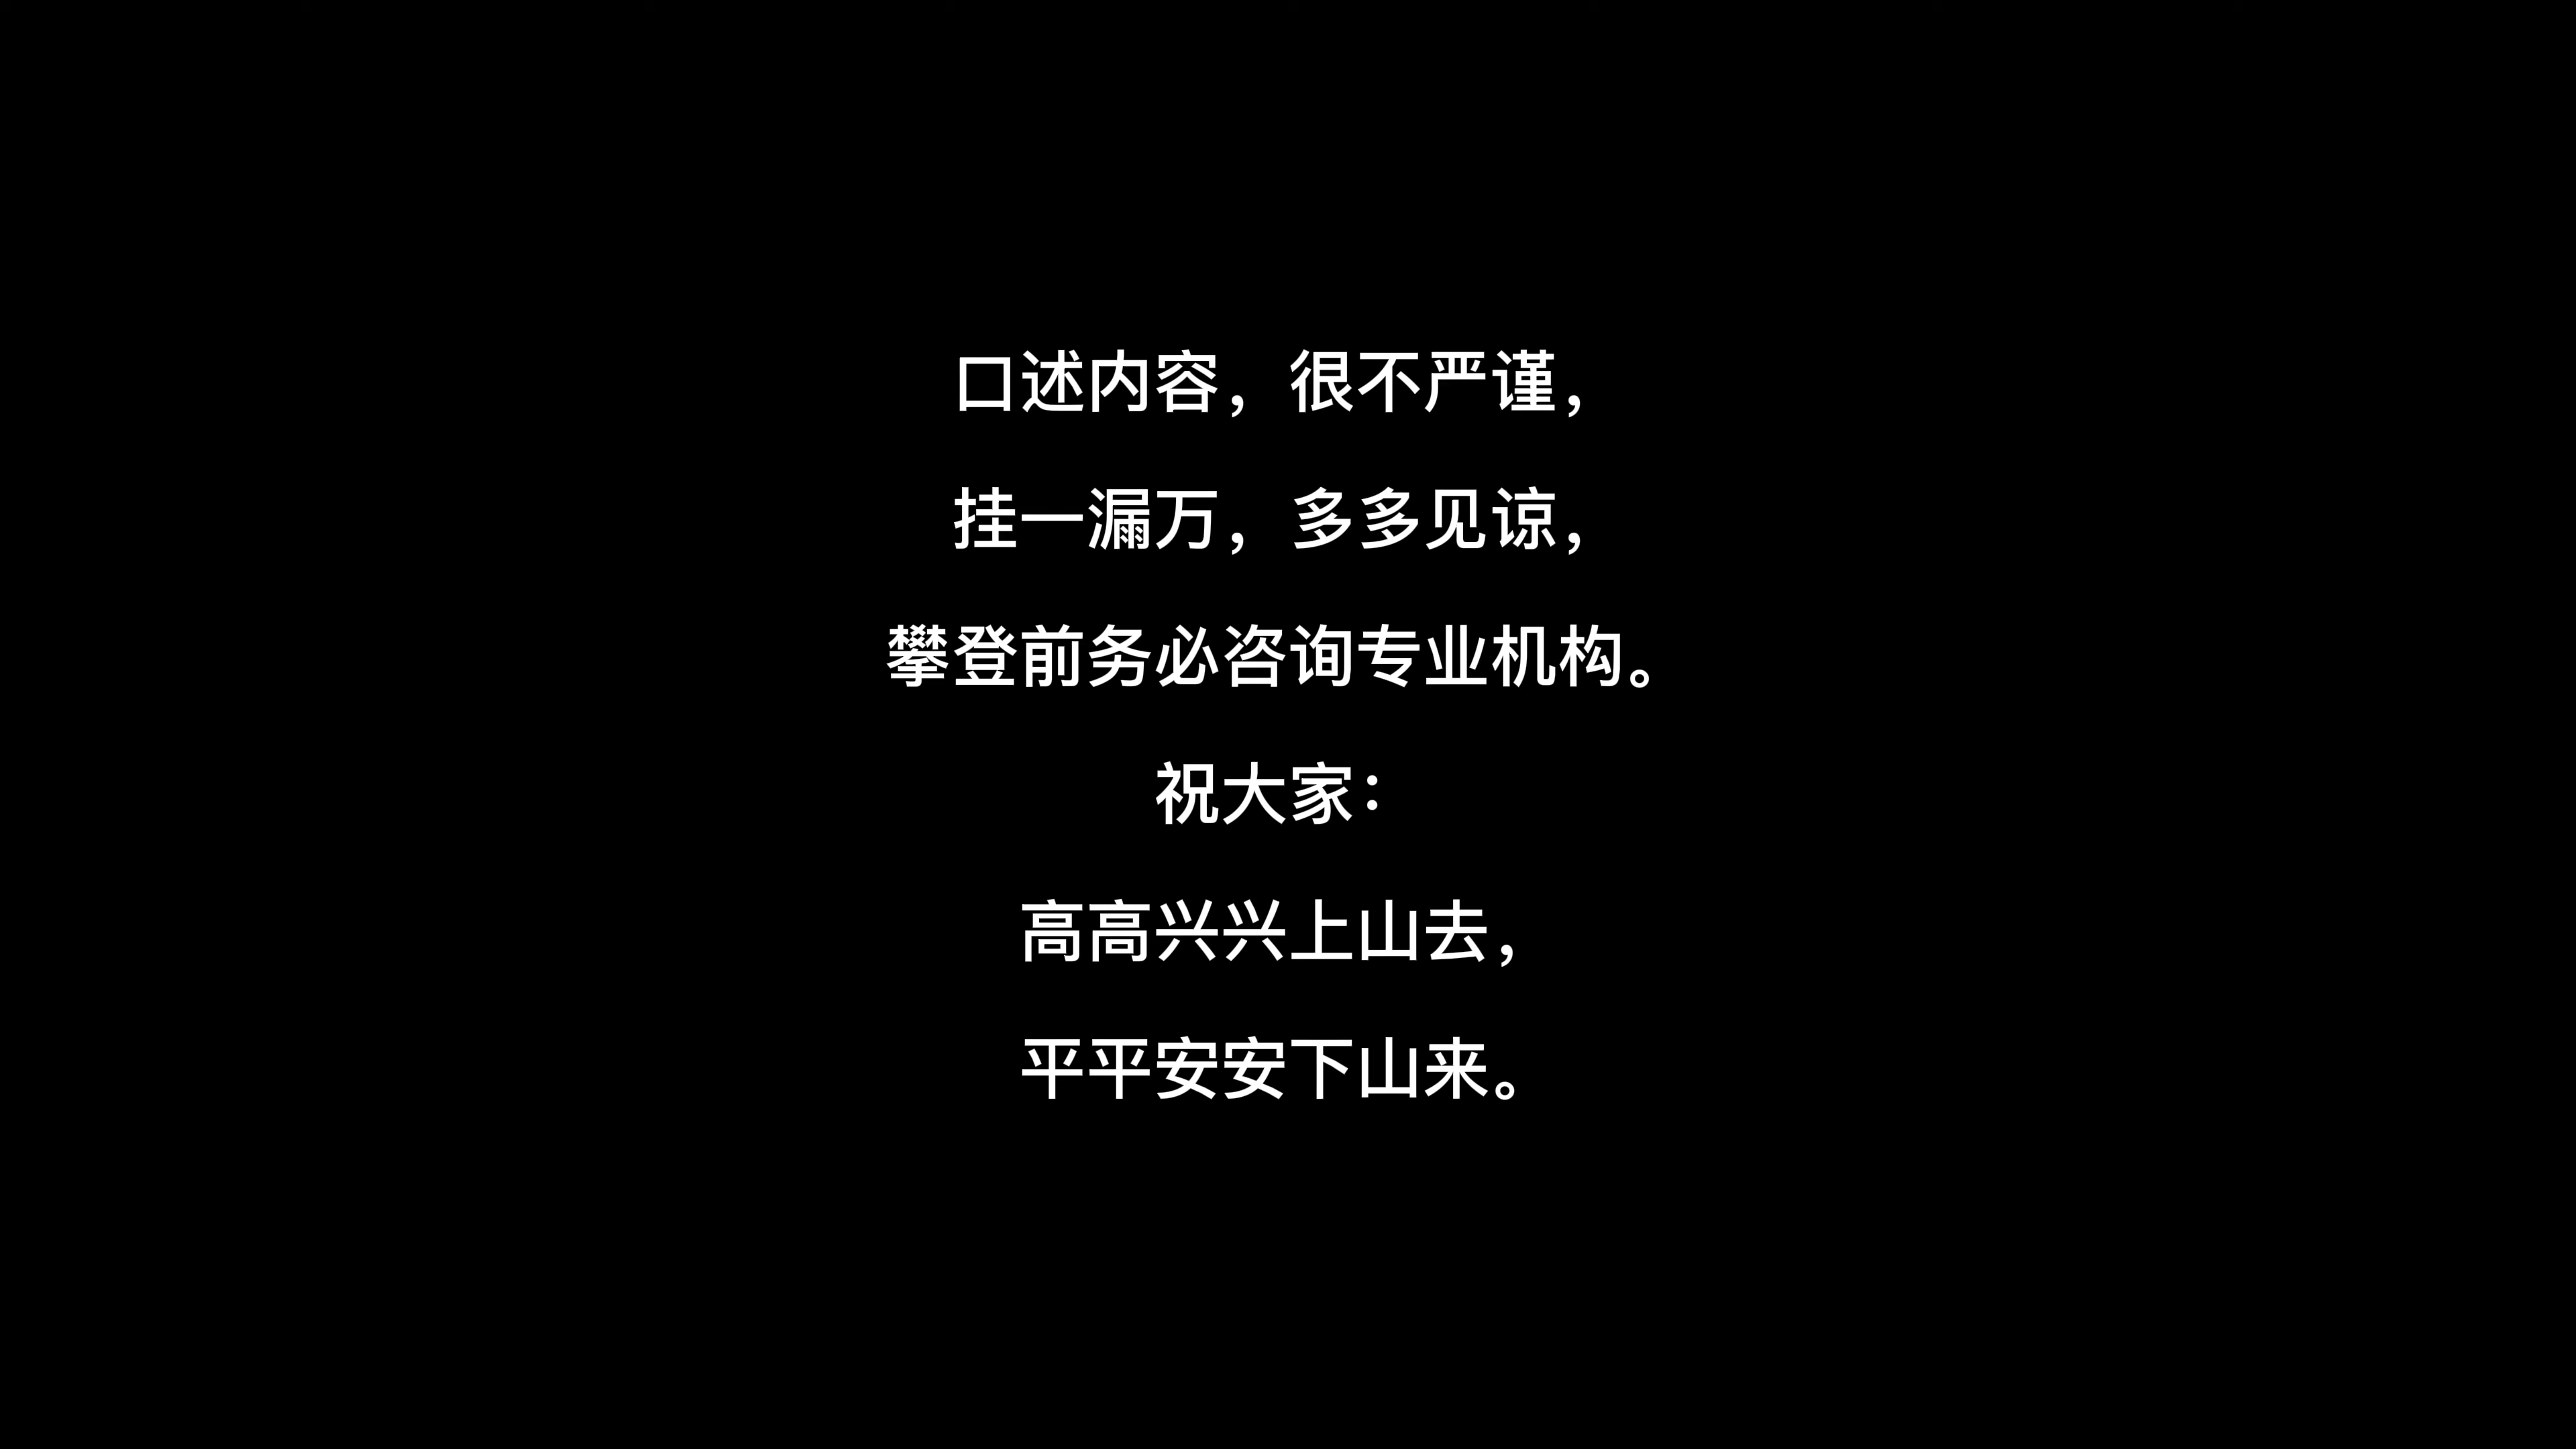 口述内容，很不严谨，
挂一漏万，多多见谅，
攀登前务必咨询专业机构。
祝大家：
高高兴兴上山去，
平平安安下山来。